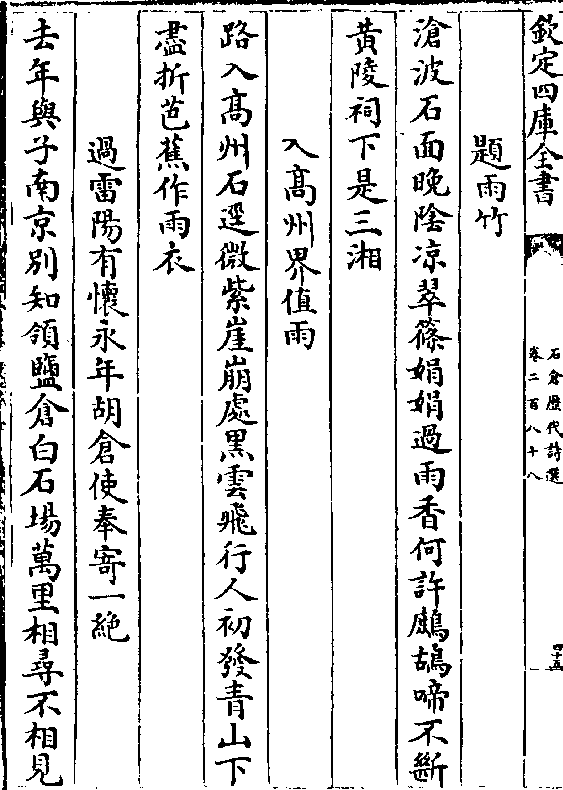 欽定四庫全書
石倉歷代詩選
卷二百八十八
四十五
題雨竹
滄波石面晚隂凉翠篠娟娟過雨香何許鷓鴣啼不斷
黄陵祠下是三湘
入髙州界值雨
路入髙州石逕微紫崖崩處黒雲飛行人初發青山下
盡折芭蕉作雨衣
過雷陽有懷永年胡倉使奉寄一絶
去年與子南京别知領鹽倉白石場萬里相尋不相見